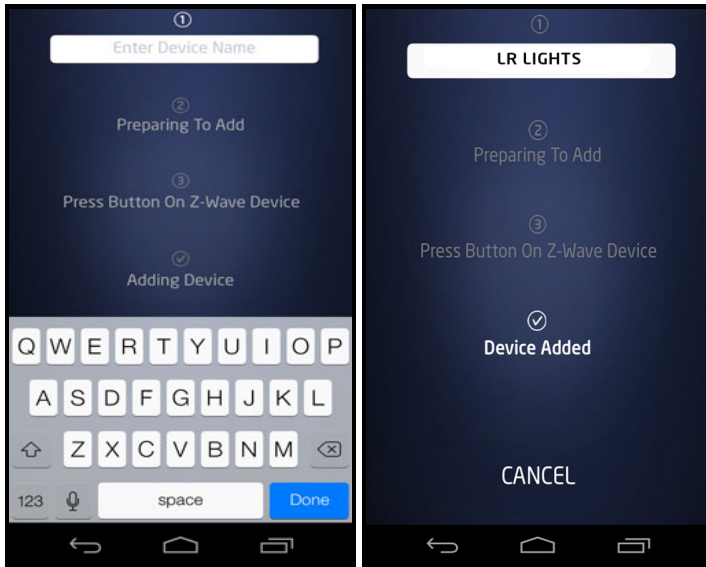 1
Enter Device Name
2
Preparing To Add
3
Press Button On Z-Wave Device
Adding Device
Q W E R T Y U I O P
A S D F G H J K L
Z X C V B N M
123 space Done
1
LR LIGHTS
2
Preparing To Add
3
Press Button On Z-Wave Device
Device Added
CANCEL